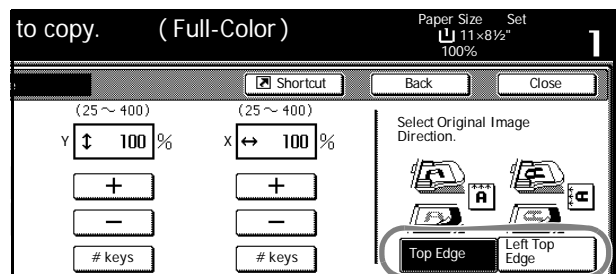 to copy. (Full-Color)
Paper Size Set
11×8½"
100%
1
Shortcut
Back
Close
(25～400)
Y 100 %
+
−
# keys
(25～400)
X 100 %
+
−
# keys
Select Original Image
Direction.
Top Edge
Left Top
Edge